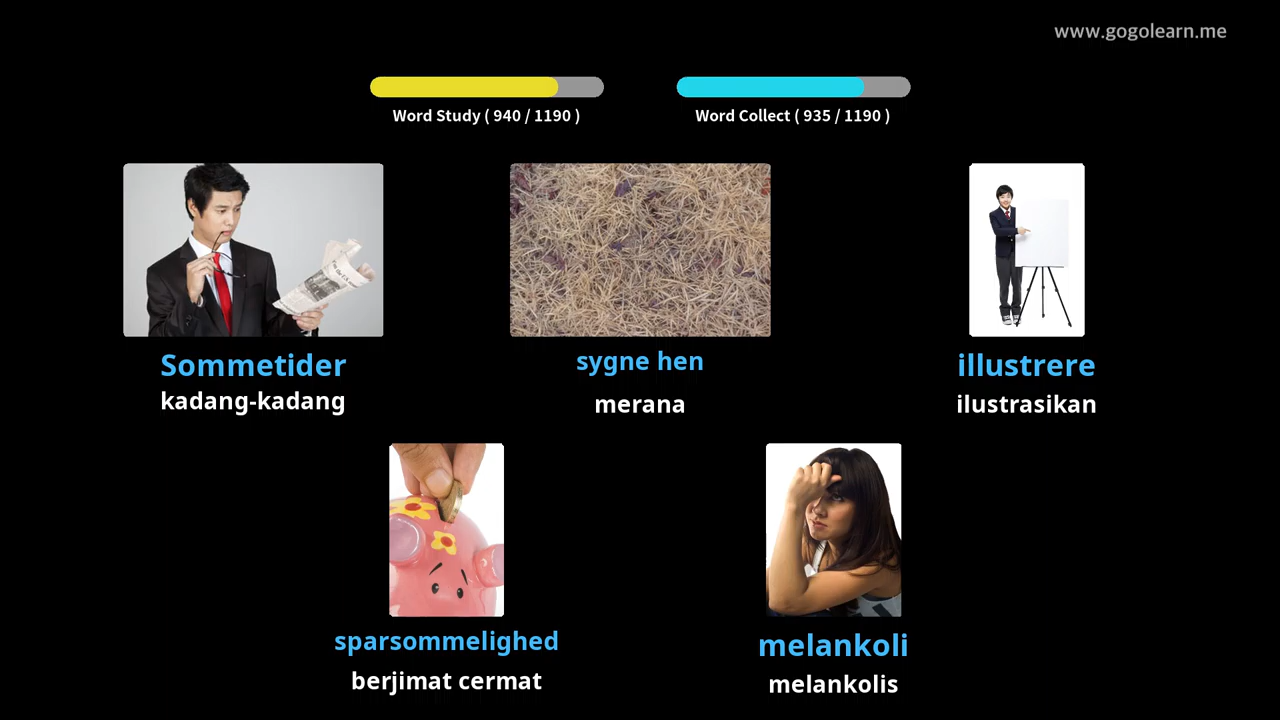 www.gogolearn.me
Word Study ( 940 / 1190 )
Word Collect ( 935 / 1190 )
Sommetider
kadang-kadang
sygne hen
merana
illustrere
ilustrasikan
sparsommelighed
berjimat cermat
melankoli
melankolis